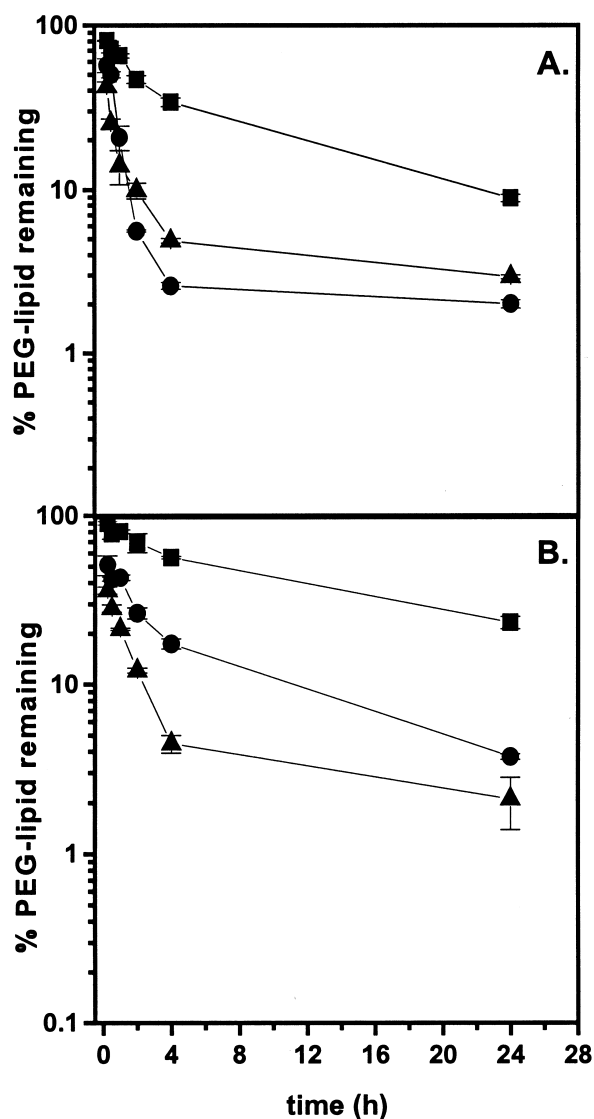 100
A.
10
1
% PEG-lipid remaining
100
B.
10
1
0.1
% PEG-lipid remaining
0 4 8 12 16 20 24 28
time (h)